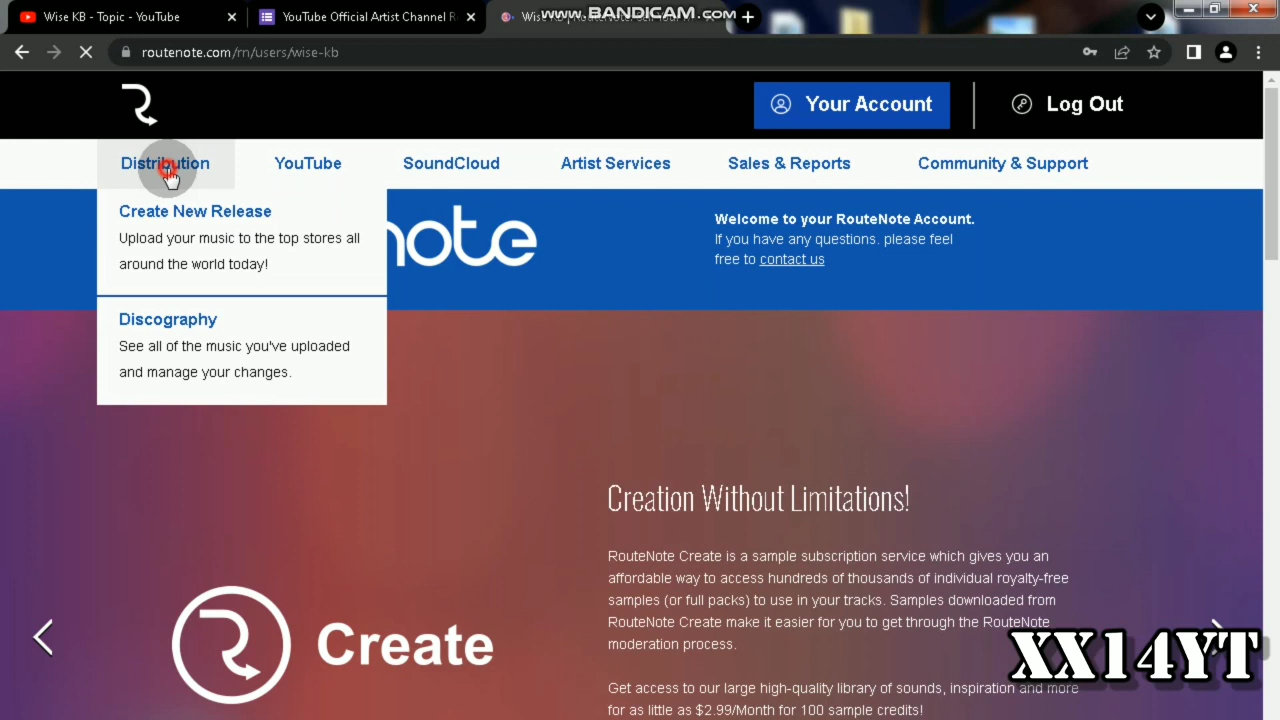 Wise KB - Topic - YouTube
YouTube Official Artist Channel R
www.BANDICAM.com
routenote.com/rn/users/wise-kb
Your Account
Log Out
Distribution
YouTube
SoundCloud
Artist Services
Sales & Reports
Community & Support
Create New Release
Upload your music to the top stores all
around the world today!
Discography
See all of the music you've uploaded
and manage your changes.
note
Welcome to your RouteNote Account.
If you have any questions. please feel
free to contact us
Creation Without Limitations!
RouteNote Create is a sample subscription service which gives you an
affordable way to access hundreds of thousands of individual royalty-free
samples (or full packs) to use in your tracks. Samples downloaded from
RouteNote Create make it easier for you to get through the RouteNote
moderation process.
Get access to our large high-quality library of sounds, inspiration and more
for as little as $2.99/Month for 100 sample credits!
Create
XX14YT